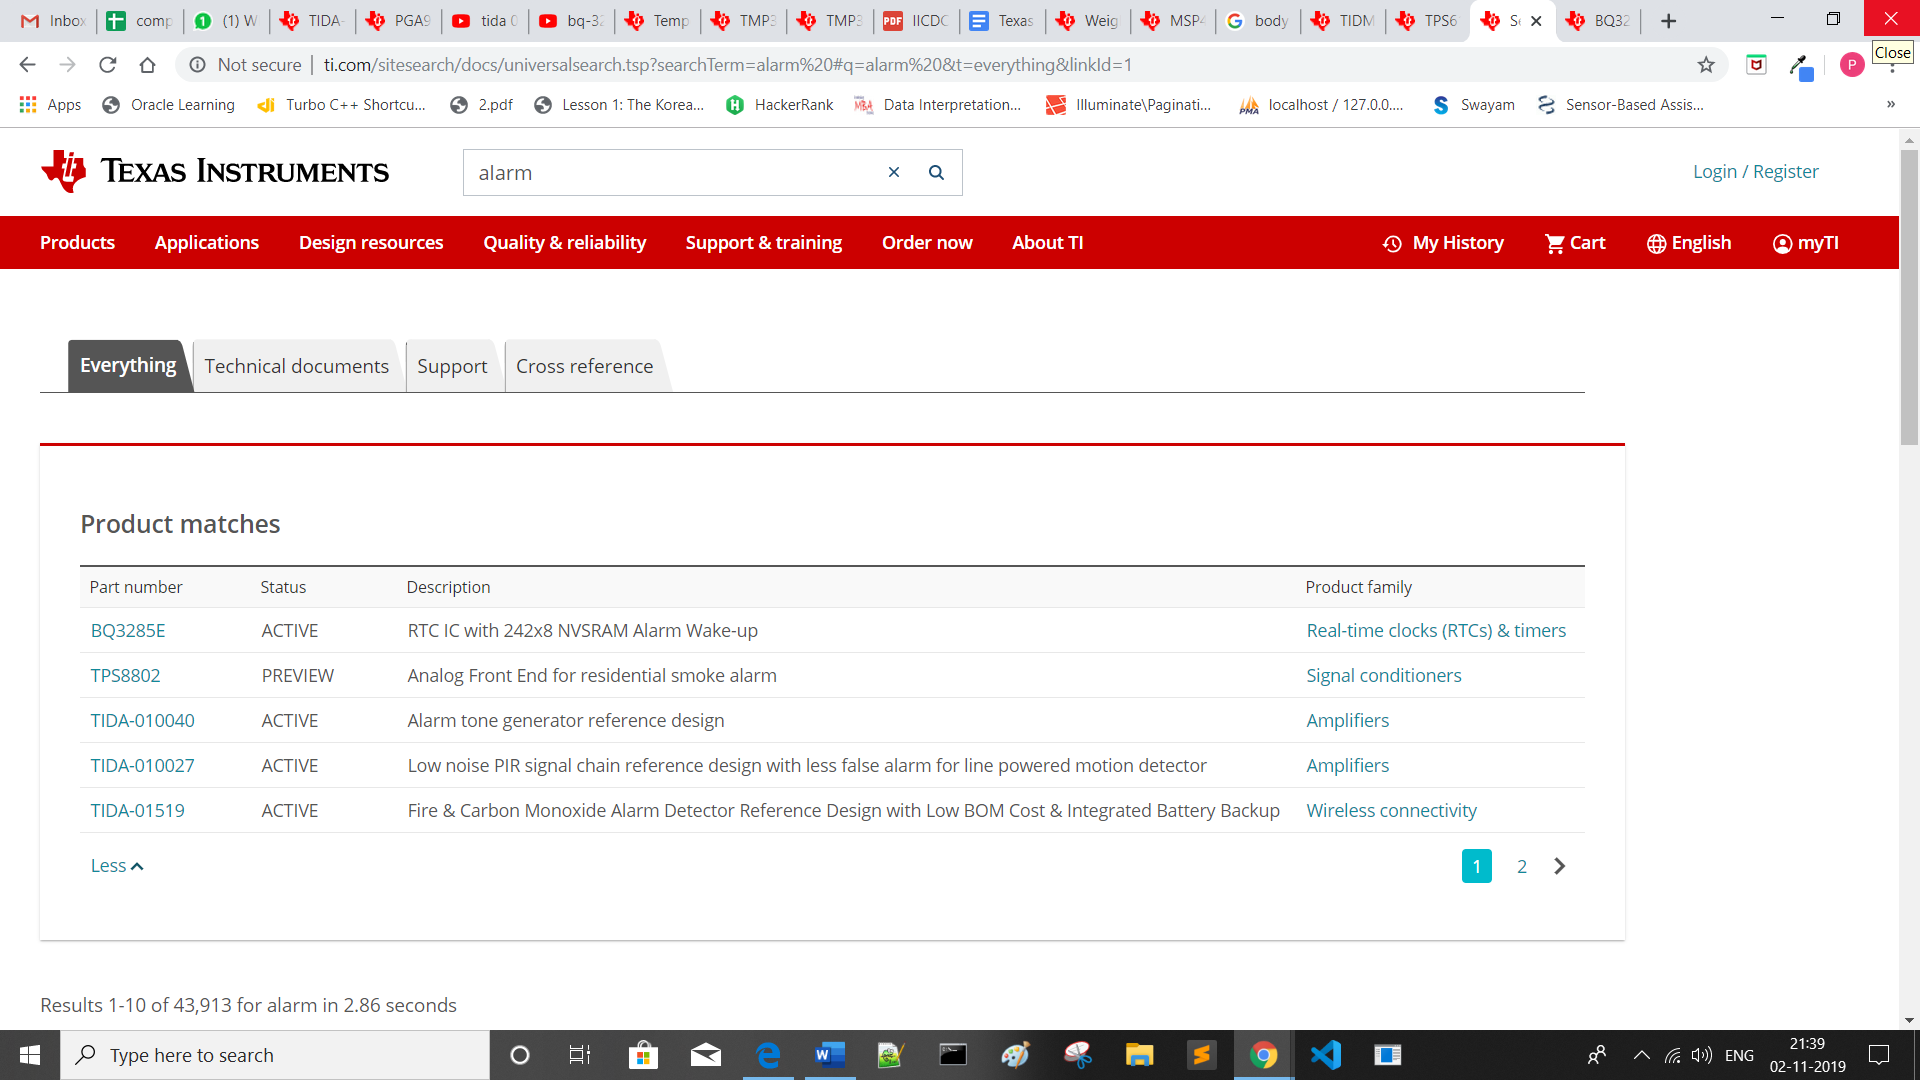 Inbox comp (1) W TIDA- PGA9 tida 0 bq-32 Temp TMP3 TMP3 IICDC Texas Weig MSP4 body TIDM TPS6 Se BQ32
Close
Not secure ti.com/sitesearch/docs/universalsearch.tsp?searchTerm=alarm%20#q=alarm%20&t=everything&linkId=1 P
Apps Oracle Learning Turbo C++ Shortcu... 2.pdf Lesson 1: The Korea... HackerRank Data Interpretation... Illuminate\Paginati... localhost / 127.0.0.... Swayam Sensor-Based Assis... »
TEXAS INSTRUMENTS alarm Login / Register
Products Applications Design resources Quality & reliability Support & training Order now About TI My History Cart English myTI
Everything Technical documents Support Cross reference
Product matches
Part number Status Description Product family
BQ3285E ACTIVE RTC IC with 242x8 NVSRAM Alarm Wake-up Real-time clocks (RTCs) & timers
TPS8802 PREVIEW Analog Front End for residential smoke alarm Signal conditioners
TIDA-010040 ACTIVE Alarm tone generator reference design Amplifiers
TIDA-010027 ACTIVE Low noise PIR signal chain reference design with less false alarm for line powered motion detector Amplifiers
TIDA-01519 ACTIVE Fire & Carbon Monoxide Alarm Detector Reference Design with Low BOM Cost & Integrated Battery Backup Wireless connectivity
Less 1 2
Results 1-10 of 43,913 for alarm in 2.86 seconds
Type here to search ENG 21:39
02-11-2019